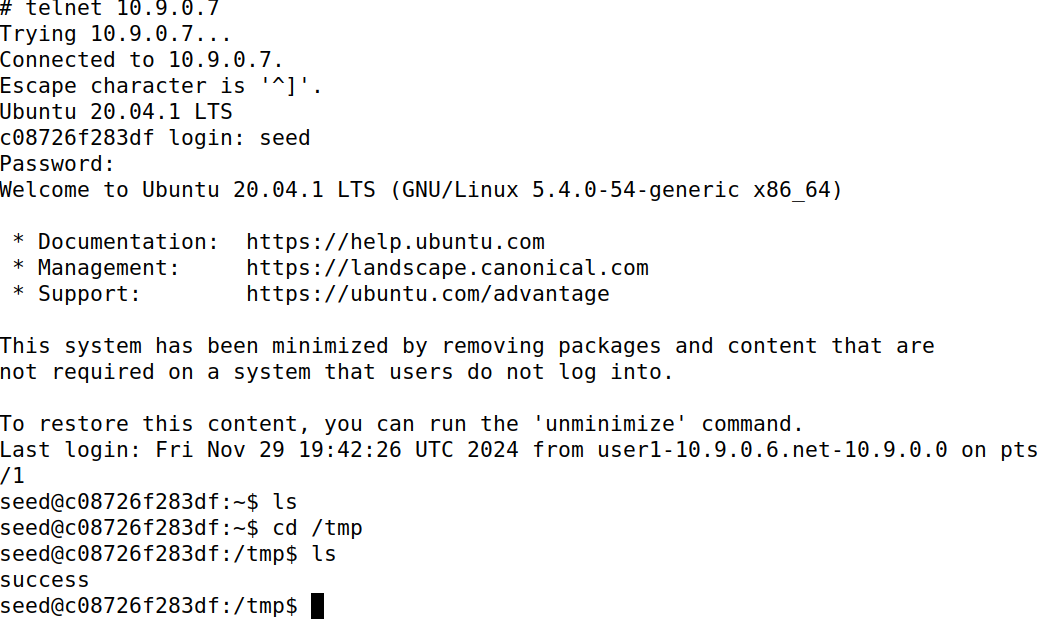 # telnet 10.9.0.7
Trying 10.9.0.7...
Connected to 10.9.0.7.
Escape character is '^]'.
Ubuntu 20.04.1 LTS
c08726f283df login: seed
Password:
Welcome to Ubuntu 20.04.1 LTS (GNU/Linux 5.4.0-54-generic x86_64)

 * Documentation:  https://help.ubuntu.com
 * Management:     https://landscape.canonical.com
 * Support:        https://ubuntu.com/advantage

This system has been minimized by removing packages and content that are
not required on a system that users do not log into.

To restore this content, you can run the 'unminimize' command.
Last login: Fri Nov 29 19:42:26 UTC 2024 from user1-10.9.0.6.net-10.9.0.0 on pts
/1
seed@c08726f283df:~$ ls
seed@c08726f283df:~$ cd /tmp
seed@c08726f283df:/tmp$ ls
success
seed@c08726f283df:/tmp$